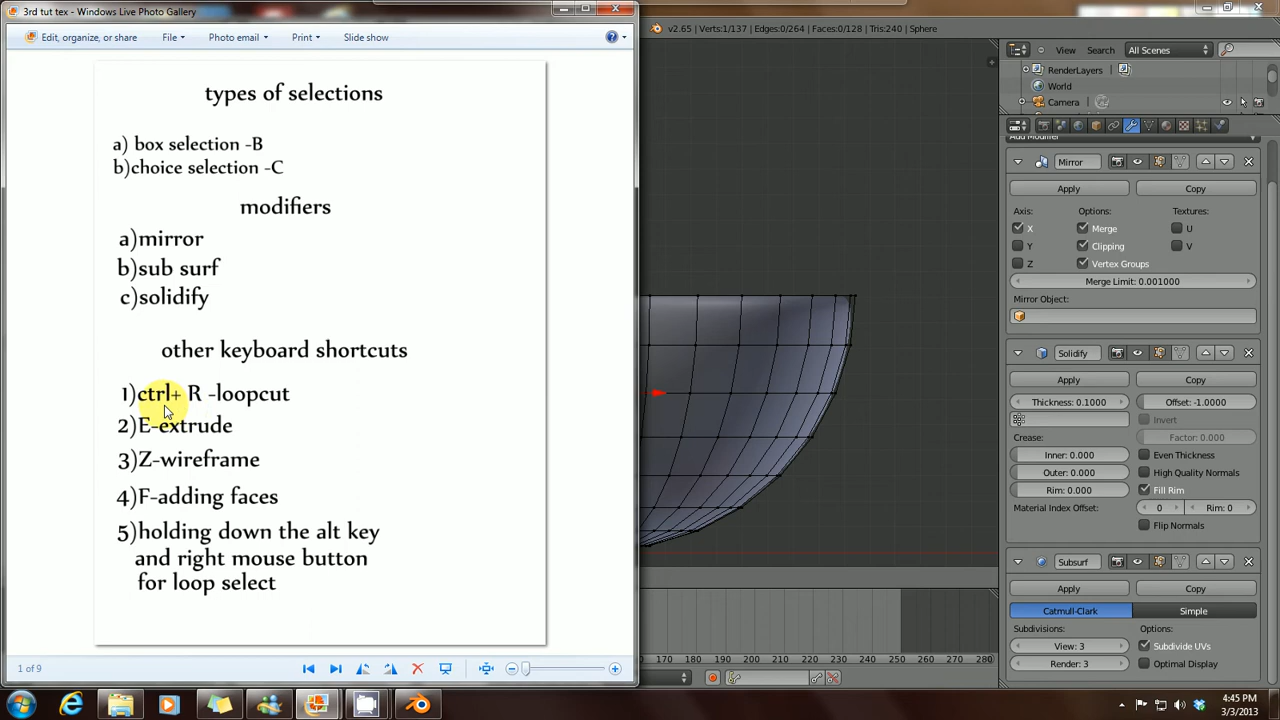 3rd tut tex - Windows Live Photo Gallery
Edit, organize, or share File Photo email Print Slide show
types of selections
a) box selection -B
b)choice selection -C
modifiers
a)mirror
b)sub surf
c)solidify
other keyboard shortcuts
1)ctrl+ R -loopcut
2)E-extrude
3)Z-wireframe
4)F-adding faces
5)holding down the alt key
and right mouse button
for loop select
1 of 9
v2.65 | Verts:1/137 | Edges:0/264 | Faces:0/128 | Tris:240 | Sphere
View Search All Scenes
RenderLayers
World
Camera
Add Modifier
Mirror
Apply Copy
Axis: Options: Textures:
X Merge U
Y Clipping V
Z Vertex Groups
Merge Limit: 0.001000
Mirror Object:
Solidify
Apply Copy
Thickness: 0.1000 Offset: -1.0000
Invert
Crease: Factor: 0.000
Inner: 0.000 Even Thickness
Outer: 0.000 High Quality Normals
Rim: 0.000 Fill Rim
Material Index Offset: 0 Rim: 0
Flip Normals
Subsurf
Apply Copy
Catmull-Clark Simple
Subdivisions: Options:
View: 3 Subdivide UVs
Render: 3 Optimal Display
170 180 190 200 210 220 230 240 250 260 270 280
4:45 PM
3/3/2013